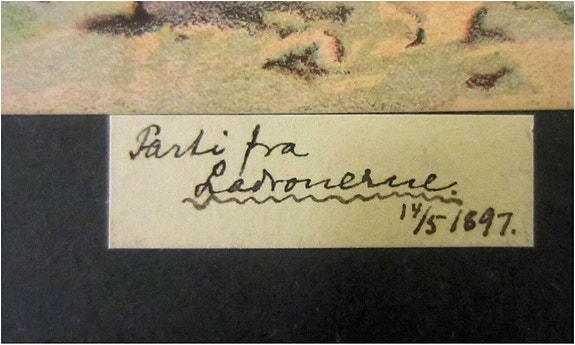 Parti fra
Ladronerne.
14/5 1897.